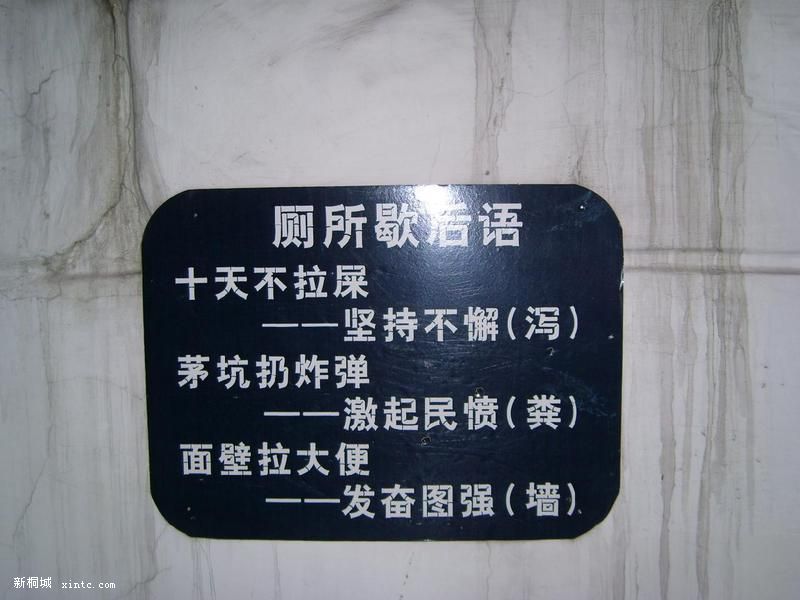 厕所歇后语
十天不拉屎
——坚持不懈(泻)
茅坑扔炸弹
——激起民愤(粪)
面壁拉大便
——发奋图强(墙)
新桐城 xintc.com